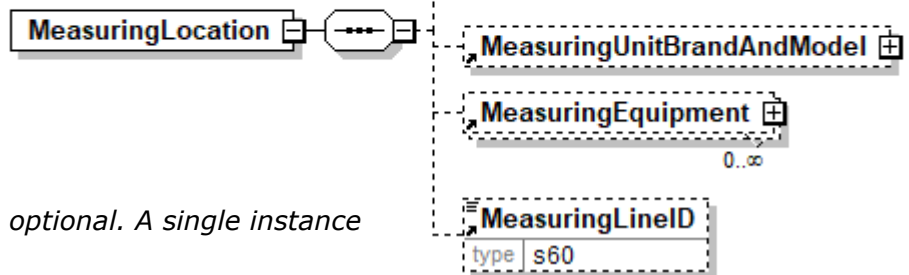 MeasuringLocation
MeasuringUnitBrandAndModel
MeasuringEquipment
0..∞
optional. A single instance
MeasuringLineID
type s60